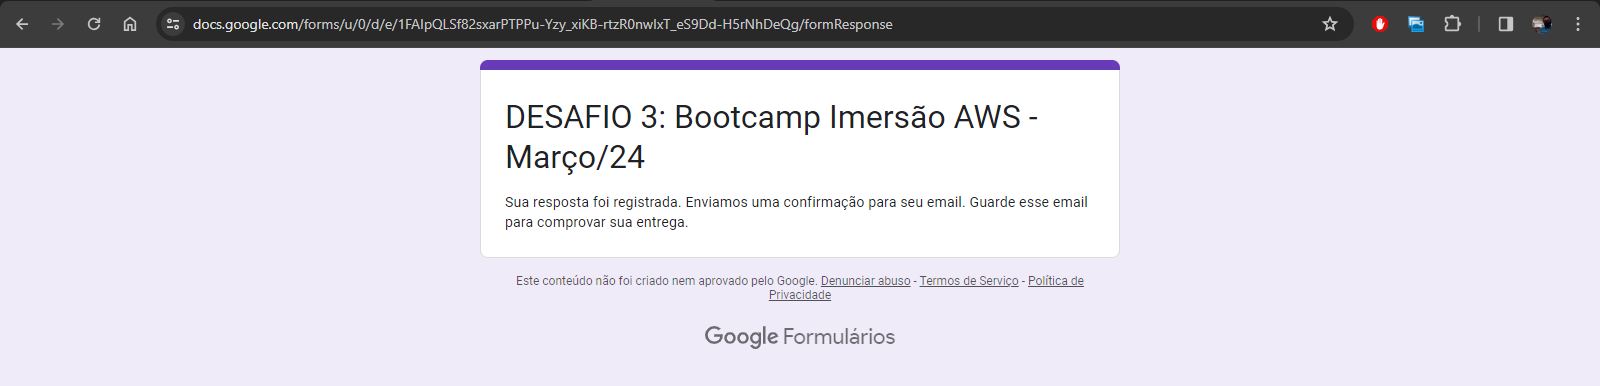 docs.google.com/forms/u/0/d/e/1FAIpQLSf82sxarPTPPu-Yzy_xiKB-rtzR0nwIxT_eS9Dd-H5rNhDeQg/formResponse
DESAFIO 3: Bootcamp Imersão AWS -
Março/24
Sua resposta foi registrada. Enviamos uma confirmação para seu email. Guarde esse email
para comprovar sua entrega.
Este conteúdo não foi criado nem aprovado pelo Google. Denunciar abuso - Termos de Serviço - Política de
Privacidade
Google Formulários